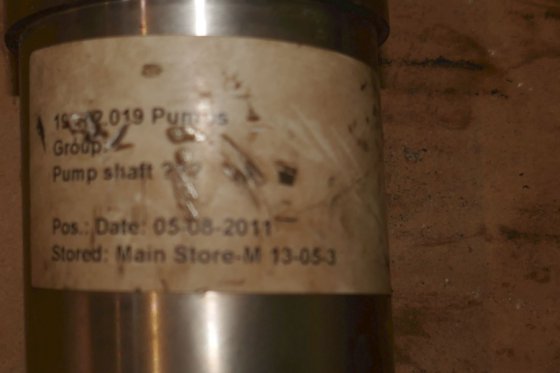 Pumps
Group:
Pump shaft
Pos.: Date: 05-08-2011
Stored: Main Store-M 13-05-3